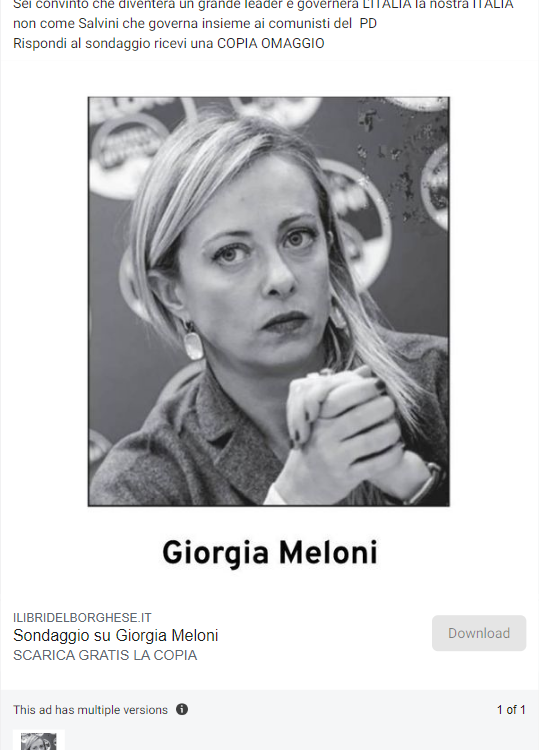 Sei convinto che diventerà un grande leader e governerà L'ITALIA la nostra ITALIA
non come Salvini che governa insieme ai comunisti del PD
Rispondi al sondaggio ricevi una COPIA OMAGGIO
Giorgia Meloni
ILIBRIDELBORGHESE.IT
Sondaggio su Giorgia Meloni
SCARICA GRATIS LA COPIA
Download
This ad has multiple versions
1 of 1